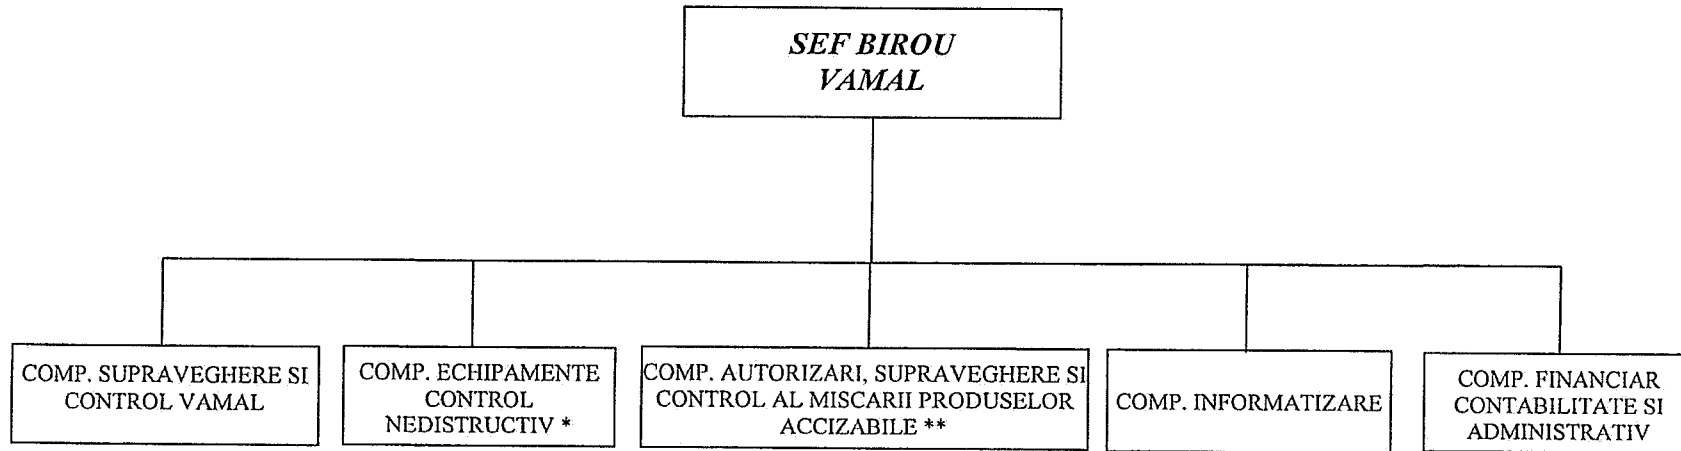 SEF BIROU
VAMAL
COMP. SUPRAVEGHERE SI
CONTROL VAMAL
COMP. ECHIPAMENTE
CONTROL
NEDISTRUCTIV *
COMP. AUTORIZARI, SUPRAVEGHERE SI
CONTROL AL MISCARII PRODUSELOR
ACCIZABILE **
COMP. INFORMATIZARE
COMP. FINANCIAR
CONTABILITATE SI
ADMINISTRATIV